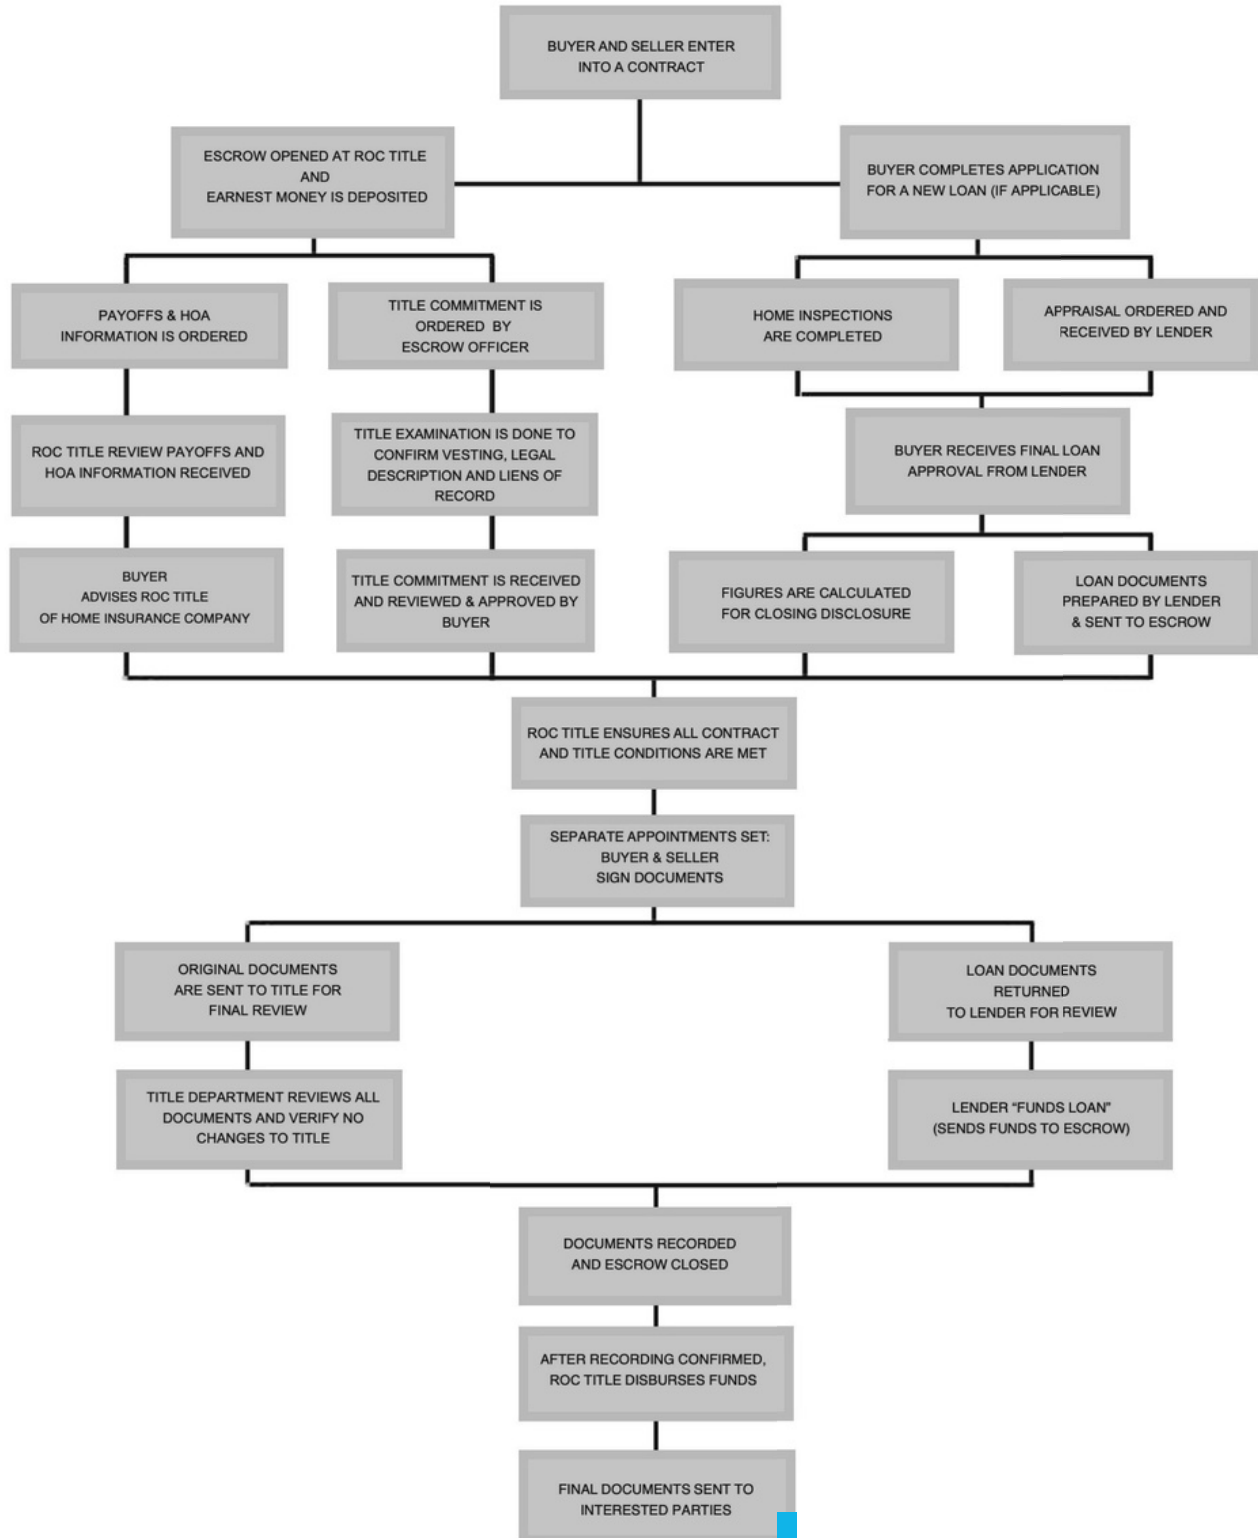 BUYER AND SELLER ENTER
INTO A CONTRACT
ESCROW OPENED AT ROC TITLE
AND
EARNEST MONEY IS DEPOSITED
BUYER COMPLETES APPLICATION
FOR A NEW LOAN (IF APPLICABLE)
PAYOFFS & HOA
INFORMATION IS ORDERED
TITLE COMMITMENT IS
ORDERED BY
ESCROW OFFICER
HOME INSPECTIONS
ARE COMPLETED
APPRAISAL ORDERED AND
RECEIVED BY LENDER
ROC TITLE REVIEW PAYOFFS AND
HOA INFORMATION RECEIVED
TITLE EXAMINATION IS DONE TO
CONFIRM VESTING, LEGAL
DESCRIPTION AND LIENS OF
RECORD
BUYER RECEIVES FINAL LOAN
APPROVAL FROM LENDER
BUYER
ADVISES ROC TITLE
OF HOME INSURANCE COMPANY
TITLE COMMITMENT IS RECEIVED
AND REVIEWED & APPROVED BY
BUYER
FIGURES ARE CALCULATED
FOR CLOSING DISCLOSURE
LOAN DOCUMENTS
PREPARED BY LENDER
& SENT TO ESCROW
ROC TITLE ENSURES ALL CONTRACT
AND TITLE CONDITIONS ARE MET
SEPARATE APPOINTMENTS SET:
BUYER & SELLER
SIGN DOCUMENTS
ORIGINAL DOCUMENTS
ARE SENT TO TITLE FOR
FINAL REVIEW
LOAN DOCUMENTS
RETURNED
TO LENDER FOR REVIEW
TITLE DEPARTMENT REVIEWS ALL
DOCUMENTS AND VERIFY NO
CHANGES TO TITLE
LENDER “FUNDS LOAN”
(SENDS FUNDS TO ESCROW)
DOCUMENTS RECORDED
AND ESCROW CLOSED
AFTER RECORDING CONFIRMED,
ROC TITLE DISBURSES FUNDS
FINAL DOCUMENTS SENT TO
INTERESTED PARTIES